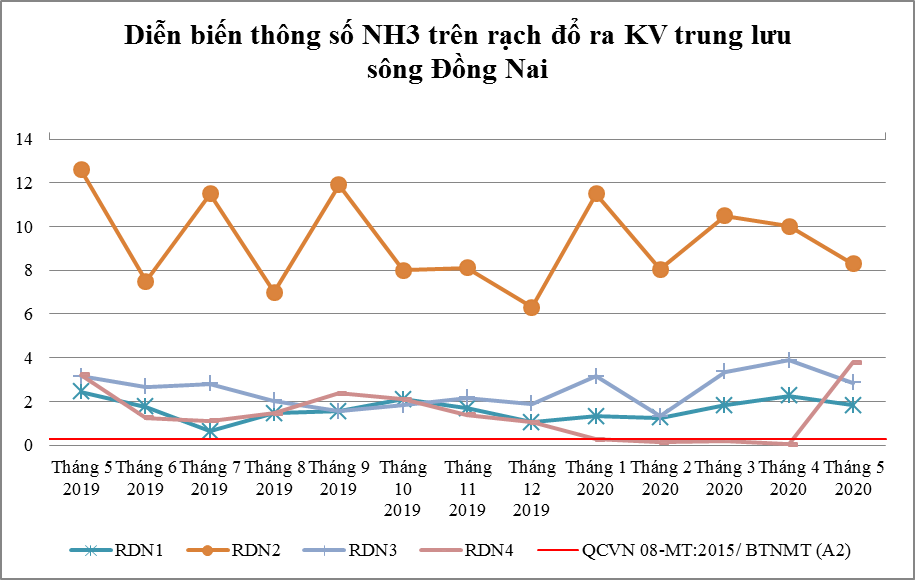 Diễn biến thông số NH3 trên rạch đổ ra KV trung lưu
sông Đồng Nai
14
12
10
8
6
4
2
0
Tháng 5 Tháng 6 Tháng 7 Tháng 8 Tháng 9 Tháng Tháng Tháng Tháng 1 Tháng 2 Tháng 3 Tháng 4 Tháng 5
2019 2019 2019 2019 2019 10 11 12 2020 2020 2020 2020 2020
2019 2019 2019
RDN1 RDN2 RDN3 RDN4 QCVN 08-MT:2015/ BTNMT (A2)